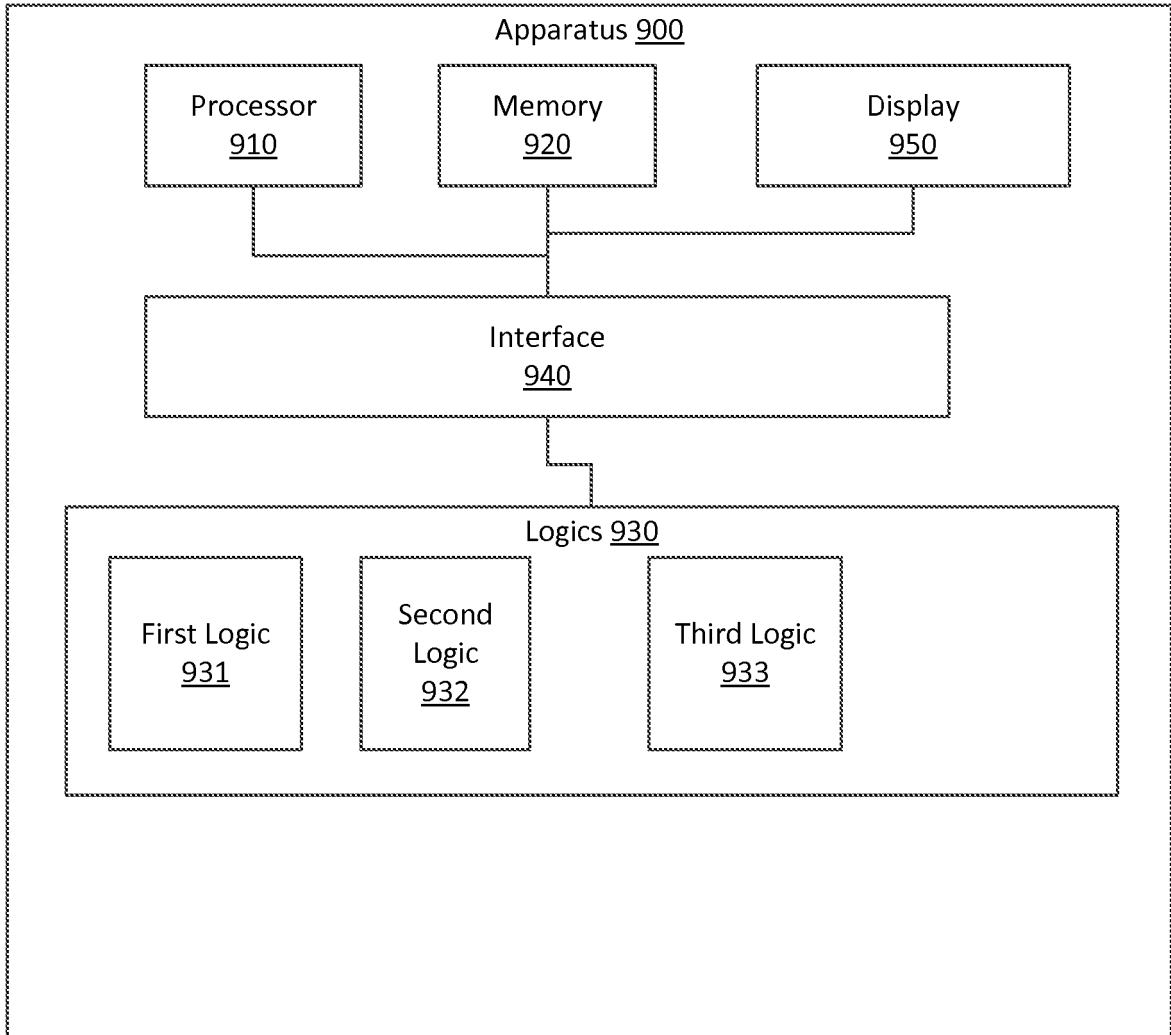 Apparatus 900
Processor
910
Memory
920
Display
950
Interface
940
Logics 930
First Logic
931
Second
Logic
932
Third Logic
933